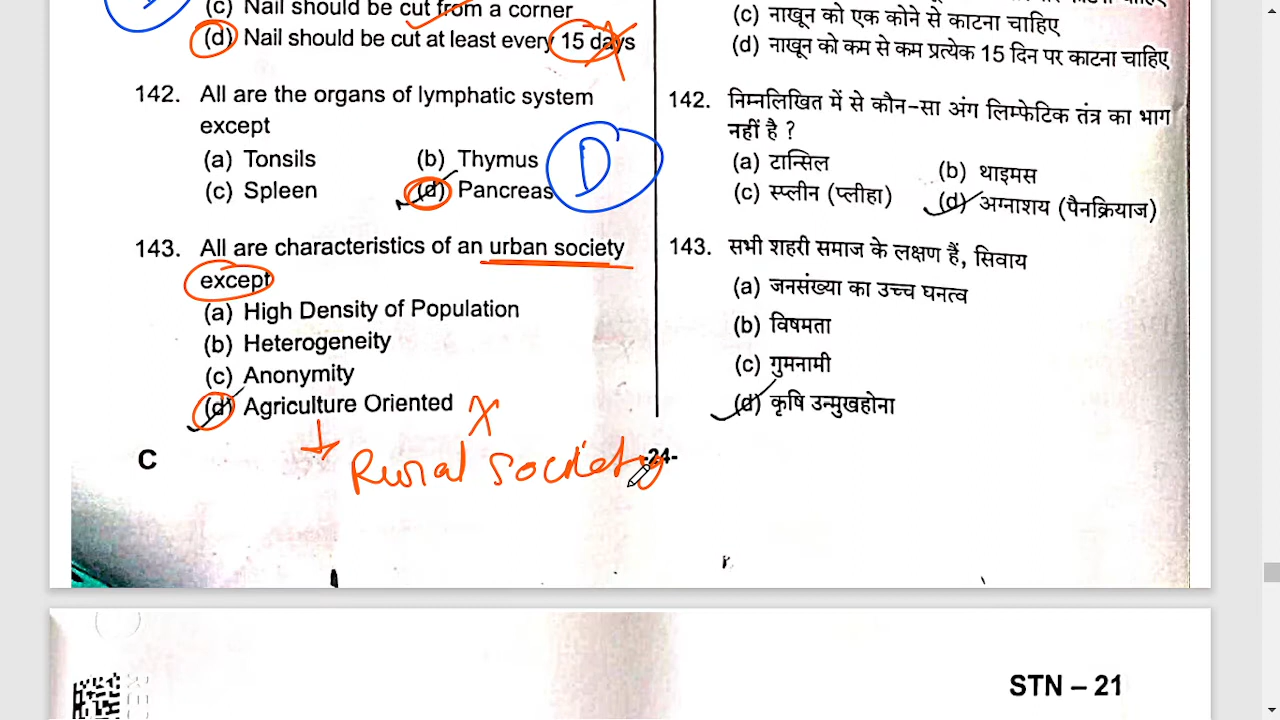 (c) Nail should be cut from a corner
(d) Nail should be cut at least every 15 days
142. All are the organs of lymphatic system
except
(a) Tonsils (b) Thymus
(c) Spleen (d) Pancreas
D
143. All are characteristics of an urban society
except
(a) High Density of Population
(b) Heterogeneity
(c) Anonymity
(d) Agriculture Oriented X
Rural society
C
(c) नाखून को एक कोने से काटना चाहिए
(d) नाखून को कम से कम प्रत्येक 15 दिन पर काटना चाहिए
142. निम्नलिखित में से कौन-सा अंग लिम्फेटिक तंत्र का भाग
नहीं है ?
(a) टान्सिल (b) थाइमस
(c) स्प्लीन (प्लीहा) (d) अग्नाशय (पैनक्रियाज)
143. सभी शहरी समाज के लक्षण हैं, सिवाय
(a) जनसंख्या का उच्च घनत्व
(b) विषमता
(c) गुमनामी
(d) कृषि उन्मुखहोना
-24-
STN – 21